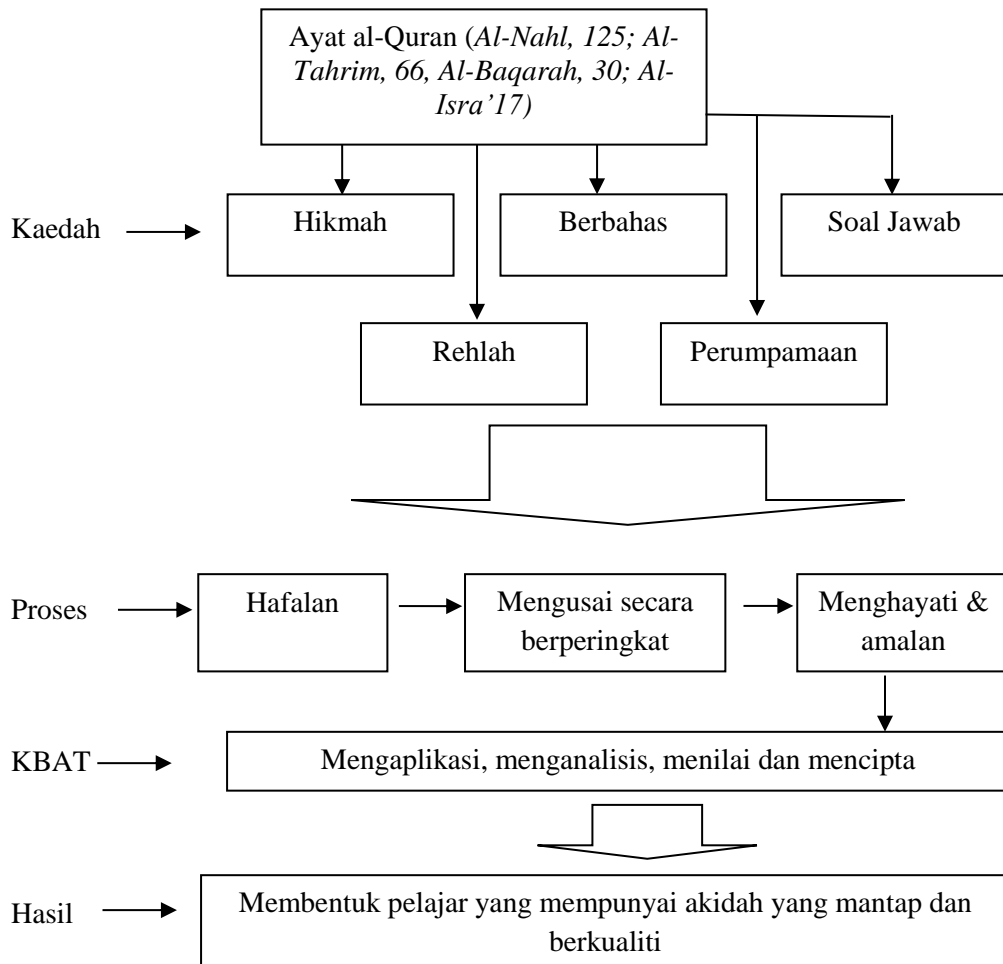 Ayat al-Quran (Al-Nahl, 125; Al-
Tahrim, 66, Al-Baqarah, 30; Al-
Isra’17)
Kaedah
Hikmah
Berbahas
Soal Jawab
Rehlah
Perumpamaan
Proses
Hafalan
Mengusai secara
berperingkat
Menghayati &
amalan
KBAT
Mengaplikasi, menganalisis, menilai dan mencipta
Hasil
Membentuk pelajar yang mempunyai akidah yang mantap dan
berkualiti